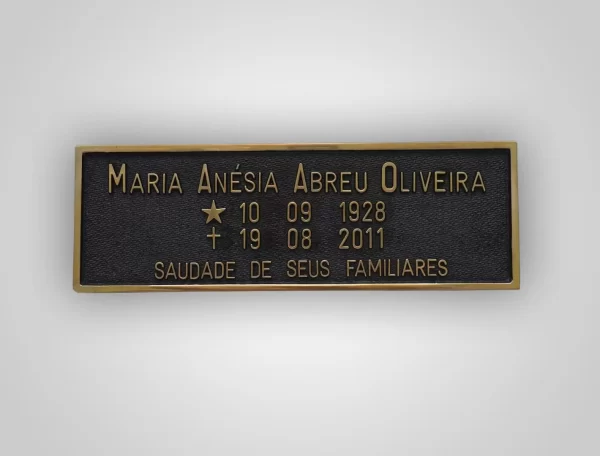 MARIA ANÉSIA ABREU OLIVEIRA
★ 10 09 1928
✝ 19 08 2011
SAUDADE DE SEUS FAMILIARES